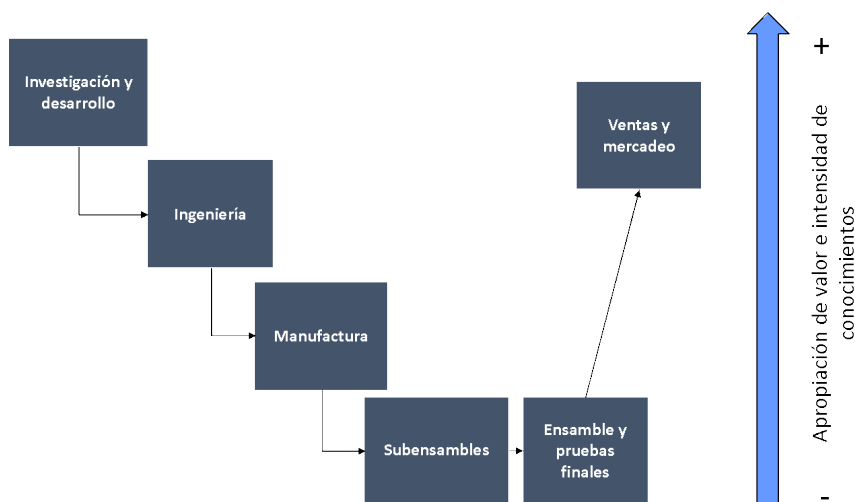 Investigación y
desarrollo
Ingeniería
Manufactura
Subensambles
Ensamble y
pruebas
finales
Ventas y
mercadeo
+
Apropiación de valor e intensidad de
conocimientos
-